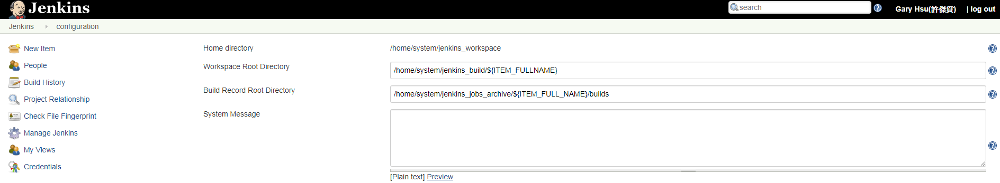 Jenkins
search
Gary Hsu(許傑貫) | log out
Jenkins configuration
New Item
People
Build History
Project Relationship
Check File Fingerprint
Manage Jenkins
My Views
Credentials
Home directory /home/system/jenkins_workspace
Workspace Root Directory /home/system/jenkins_build/${ITEM_FULLNAME}
Build Record Root Directory /home/system/jenkins_jobs_archive/${ITEM_FULL_NAME}/builds
System Message
[Plain text] Preview